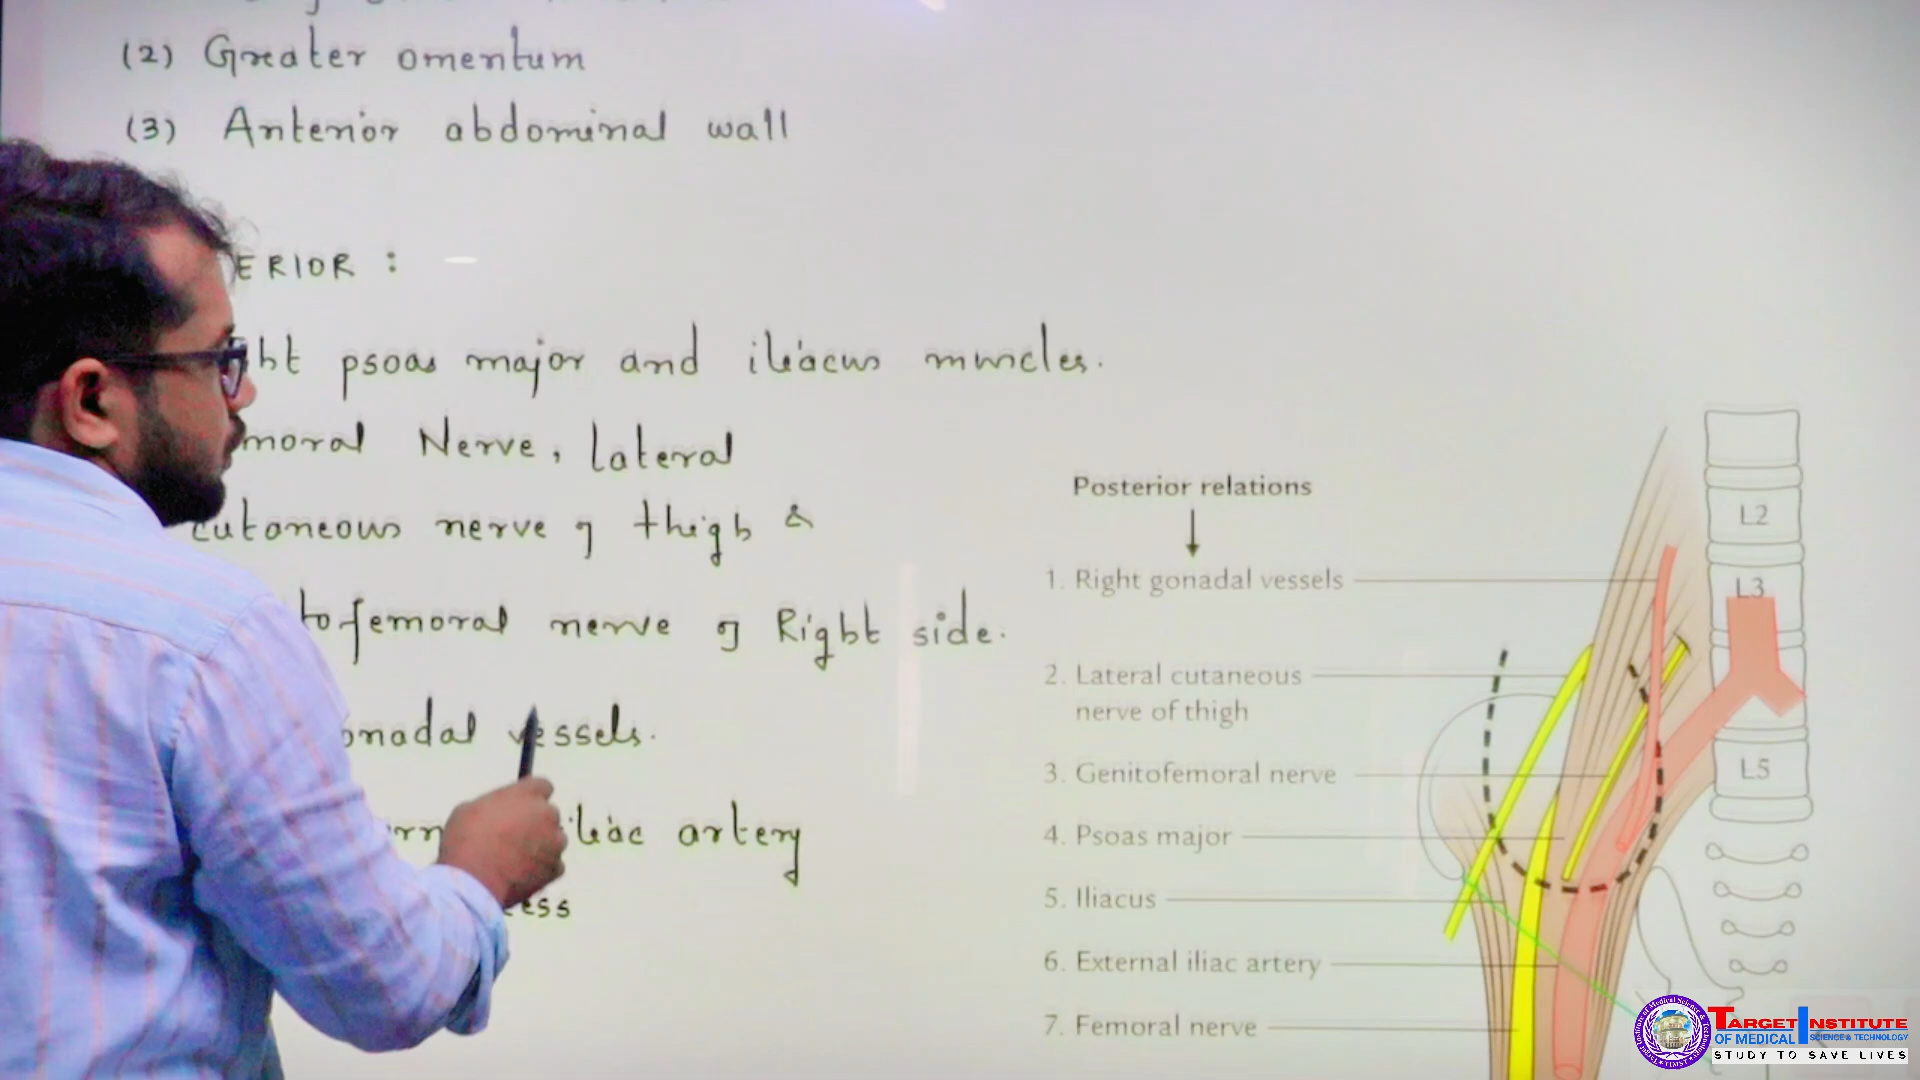 (2) Greater omentum
(3) Anterior abdominal wall
ERIOR :
ht psoas major and iliacus muscles.
moral Nerve, lateral
cutaneous nerve of thigh &
tofemoral nerve of Right side.
onadal vessels.
iliac artery
cess
Posterior relations
1. Right gonadal vessels
2. Lateral cutaneous
nerve of thigh
3. Genitofemoral nerve
4. Psoas major
5. Iliacus
6. External iliac artery
7. Femoral nerve
L2
L3
L5
TARGET INSTITUTE
OF MEDICAL SCIENCE & TECHNOLOGY
STUDY TO SAVE LIVES